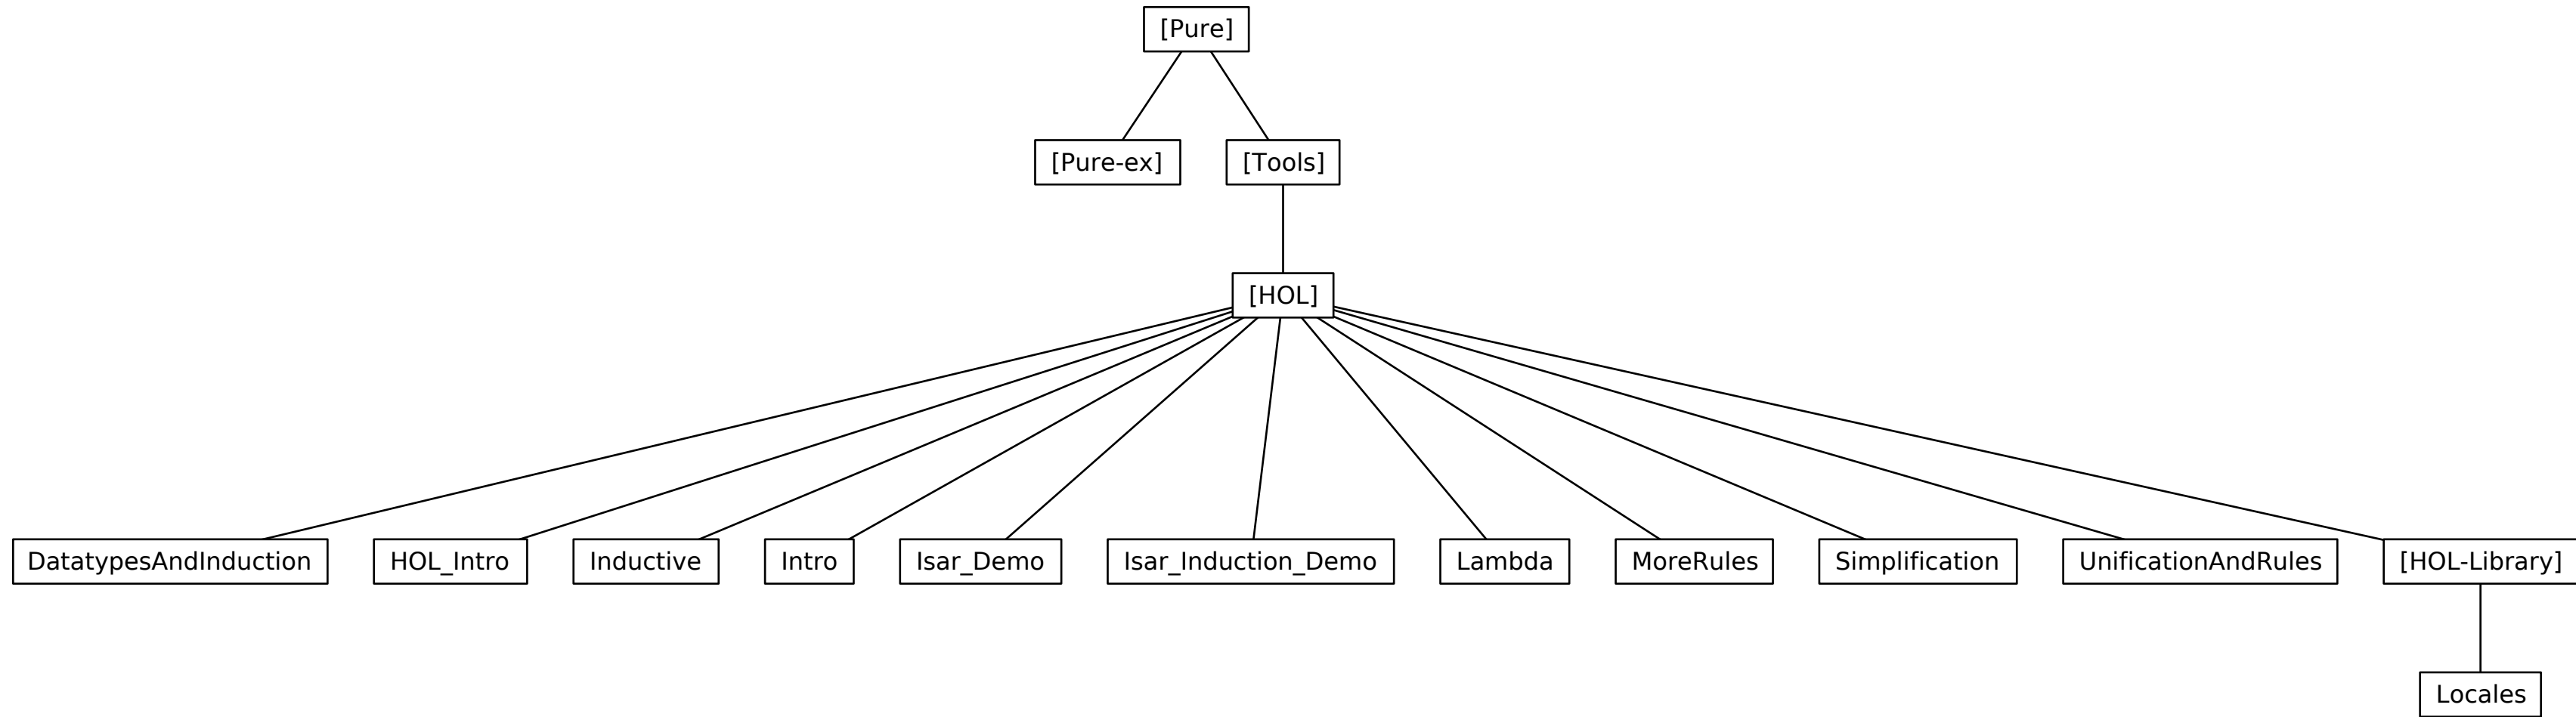 [Pure]
[Pure-ex]
[Tools]
[HOL]
DatatypesAndInduction
HOL_Intro
Inductive
Intro
Isar_Demo
Isar_Induction_Demo
Lambda
MoreRules
Simplification
UnificationAndRules
[HOL-Library]
Locales